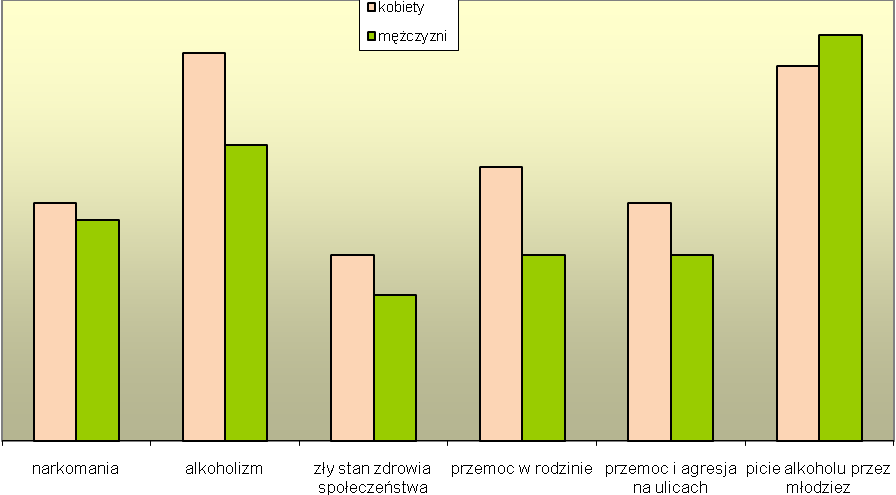 kobiety
mężczyzni
narkomania
alkoholizm
zły stan zdrowia
społeczeństwa
przemoc w rodzinie
przemoc i agresja
na ulicach
picie alkoholu przez
młodziez